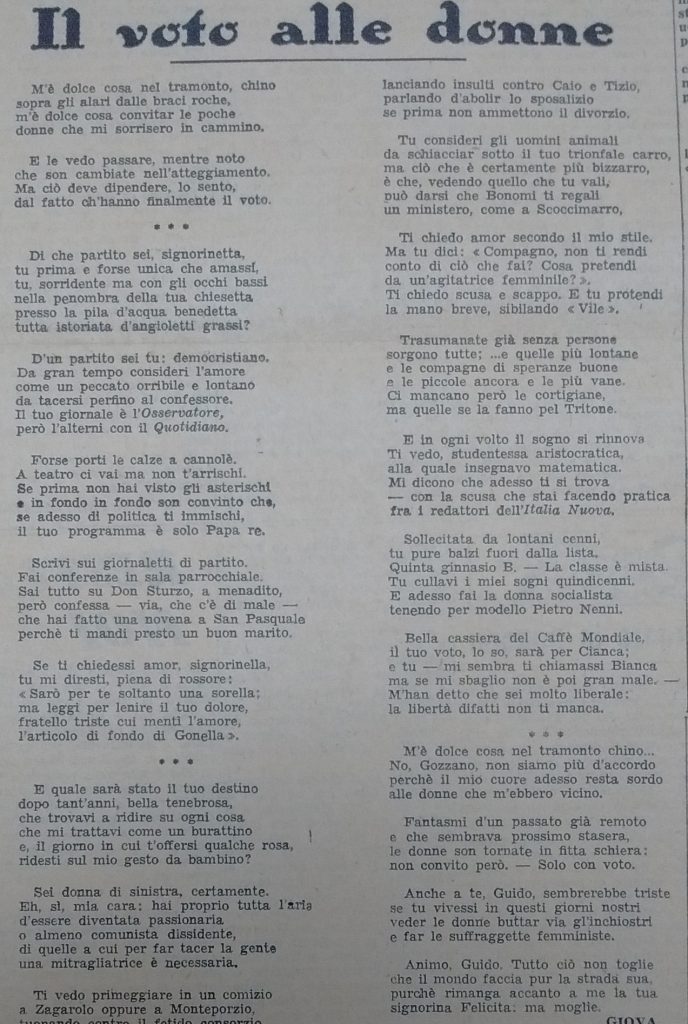 Il voto alle donne
M'è dolce cosa nel tramonto, chino
sopra gli alari dalle braci roche,
m'è dolce cosa convitar le poche
donne che mi sorrisero in cammino.
E le vedo passare, mentre noto
che son cambiate nell'atteggiamento.
Ma ciò deve dipendere, lo sento,
dal fatto ch'hanno finalmente il voto.
* * *
Di che partito sei, signorinetta,
tu prima e forse unica che amassi,
tu, sorridente ma con gli occhi bassi
nella penombra della tua chiesetta
presso la pila d'acqua benedetta
tutta istoriata d'angioletti grassi?
D'un partito sei tu: democristiano.
Da gran tempo consideri l'amore
come un peccato orribile e lontano
da tacersi perfino al confessore.
Il tuo giornale è l'Osservatore,
però l'alterni con il Quotidiano.
Forse porti le calze a cannolè.
A teatro ci vai ma non t'arrischi.
Se prima non hai visto gli asterischi
e in fondo in fondo son convinto che,
se adesso di politica ti immischi,
il tuo programma è solo Papa re.
Scrivi sui giornaletti di partito.
Fai conferenze in sala parrocchiale.
Sai tutto su Don Sturzo, a menadito,
però confessa — via, che c'è di male —
che hai fatto una novena a San Pasquale
perchè ti mandi presto un buon marito.
Se ti chiedessi amor, signorinella,
tu mi diresti, piena di rossore:
« Sarò per te soltanto una sorella;
ma leggi per lenire il tuo dolore,
fratello triste cui mentì l'amore,
l'articolo di fondo di Gonella ».
* * *
E quale sarà stato il tuo destino
dopo tant'anni, bella tenebrosa,
che trovavi a ridire su ogni cosa
che mi trattavi come un burattino
e, il giorno in cui t'offersi qualche rosa,
ridesti sul mio gesto da bambino?
Sei donna di sinistra, certamente.
Eh, sì, mia cara: hai proprio tutta l'aria
d'essere diventata passionaria
o almeno comunista dissidente,
di quelle a cui per far tacer la gente
una mitragliatrice è necessaria.
Ti vedo primeggiare in un comizio
a Zagarolo oppure a Monteporzio,
tuonando contro il fetido consorzio
lanciando insulti contro Caio e Tizio,
parlando d'abolir lo sposalizio
se prima non ammettono il divorzio.
Tu consideri gli uomini animali
da schiacciar sotto il tuo trionfale carro,
ma ciò che è certamente più bizzarro,
è che, vedendo quello che tu vali,
può darsi che Bonomi ti regali
un ministero, come a Scoccimarro,
Ti chiedo amor secondo il mio stile.
Ma tu dici: « Compagno, non ti rendi
conto di ciò che fai? Cosa pretendi
da un'agitatrice femminile? ».
Ti chiedo scusa e scappo. E tu protendi
la mano breve, sibilando « Vile ».
Trasumanate già senza persone
sorgono tutte; ...e quelle più lontane
e le compagne di speranze buone
e le piccole ancora e le più vane.
Ci mancano però le cortigiane,
ma quelle se la fanno pel Tritone.
E in ogni volto il sogno si rinnova
Ti vedo, studentessa aristocratica,
alla quale insegnavo matematica.
Mi dicono che adesso ti si trova
— con la scusa che stai facendo pratica
fra i redattori dell'Italia Nuova.
Sollecitata da lontani cenni,
tu pure balzi fuori dalla lista,
Quinta ginnasio B. — La classe è mista.
Tu cullavi i miei sogni quindicenni.
E adesso fai la donna socialista
tenendo per modello Pietro Nenni.
Bella cassiera del Caffè Mondiale,
il tuo voto, lo so, sarà per Cianca;
e tu — mi sembra ti chiamassi Bianca
ma se mi sbaglio non è poi gran male. —
M'han detto che sei molto liberale:
la libertà difatti non ti manca.
* * *
M'è dolce cosa nel tramonto chino...
No, Gozzano, non siamo più d'accordo
perchè il mio cuore adesso resta sordo
alle donne che m'ebbero vicino.
Fantasmi d'un passato già remoto
e che sembrava prossimo stasera,
le donne son tornate in fitta schiera:
non convito però. — Solo con voto.
Anche a te, Guido, sembrerebbe triste
se tu vivessi in questi giorni nostri
veder le donne buttar via gl'inchiostri
e far le suffraggette femministe.
Animo, Guido. Tutto ciò non toglie
che il mondo faccia pur la strada sua,
purchè rimanga accanto a me la tua
signorina Felicita: ma moglie.
GIOVA